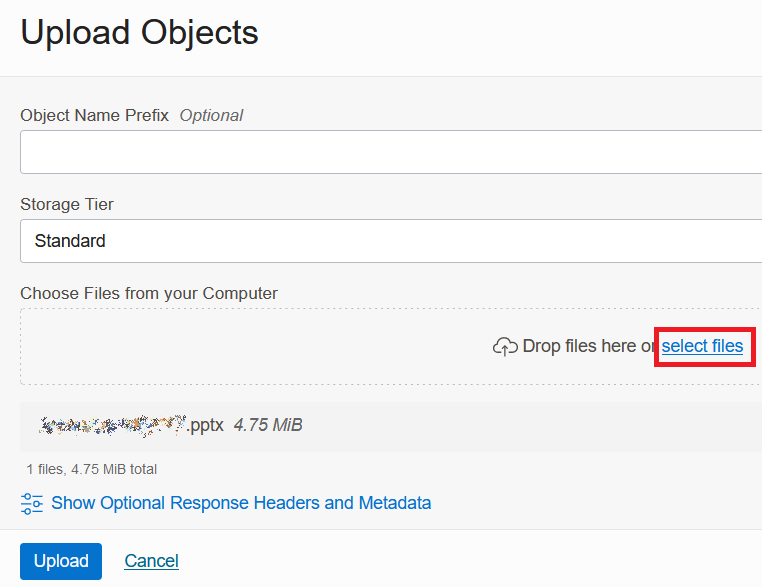 Upload Objects
Object Name Prefix Optional
Storage Tier
Standard
Choose Files from your Computer
Drop files here or select files
.pptx 4.75 MiB
1 files, 4.75 MiB total
Show Optional Response Headers and Metadata
Upload Cancel